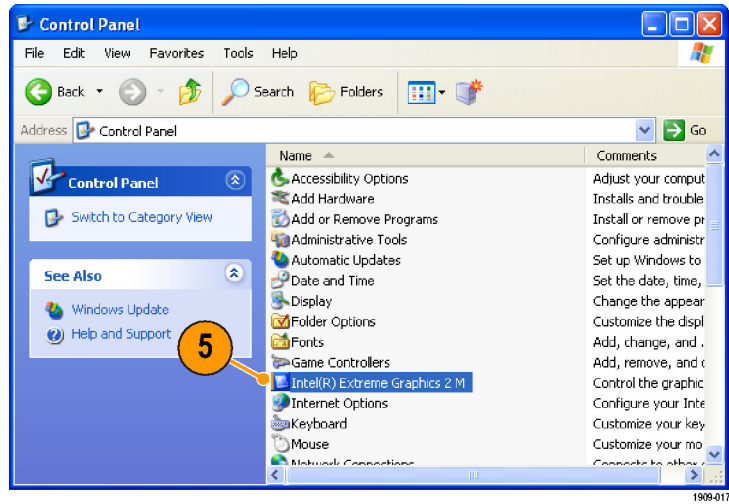 Control Panel
File Edit View Favorites Tools Help
Back Search Folders
Address Control Panel Go
Name Comments
Control Panel
Switch to Category View
See Also
Windows Update
Help and Support
5
Accessibility Options Adjust your comput
Add Hardware Installs and trouble
Add or Remove Programs Install or remove pr
Administrative Tools Configure administr
Automatic Updates Set up Windows to
Date and Time Set the date, time,
Display Change the appear
Folder Options Customize the displ
Fonts Add, change, and .
Game Controllers Add, remove, and c
Intel(R) Extreme Graphics 2 M Control the graphic
Internet Options Configure your Inte
Keyboard Customize your key
Mouse Customize your mo
Network Connections Connects to other
1909-017